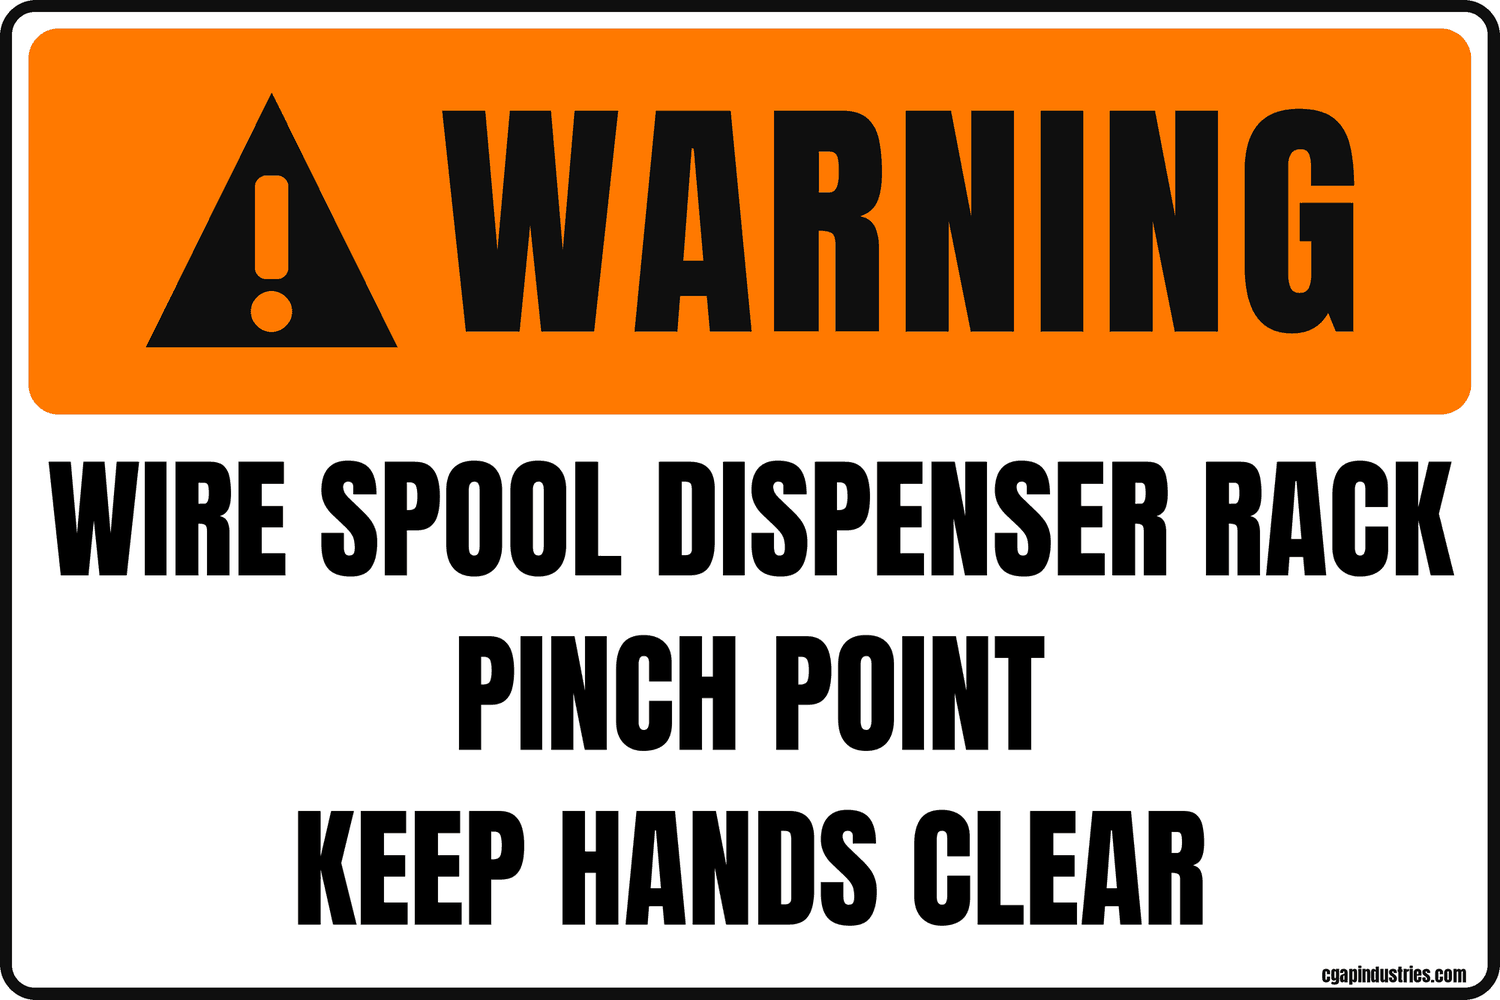 WARNING
WIRE SPOOL DISPENSER RACK
PINCH POINT
KEEP HANDS CLEAR
cgapindustries.com